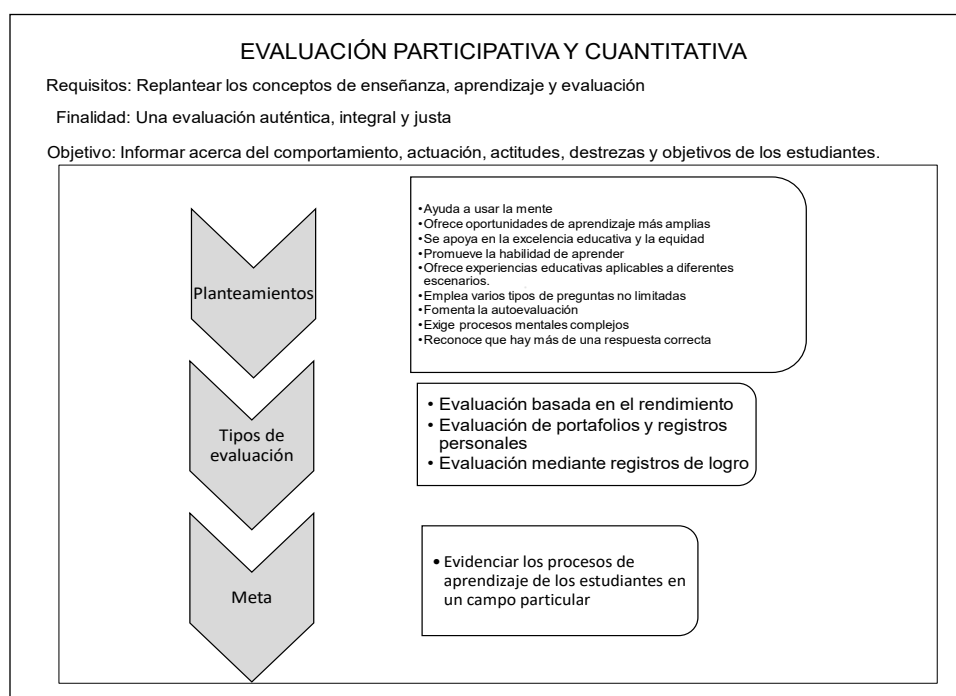 EVALUACIÓN PARTICIPATIVA Y CUANTITATIVA
Requisitos: Replantear los conceptos de enseñanza, aprendizaje y evaluación
Finalidad: Una evaluación auténtica, integral y justa
Objetivo: Informar acerca del comportamiento, actuación, actitudes, destrezas y objetivos de los estudiantes.
Planteamientos
•Ayuda a usar la mente
•Ofrece oportunidades de aprendizaje más amplias
•Se apoya en la excelencia educativa y la equidad
•Promueve la habilidad de aprender
•Ofrece experiencias educativas aplicables a diferentes
escenarios.
•Emplea varios tipos de preguntas no limitadas
•Fomenta la autoevaluación
•Exige procesos mentales complejos
•Reconoce que hay más de una respuesta correcta
Tipos de
evaluación
• Evaluación basada en el rendimiento
• Evaluación de portafolios y registros
personales
• Evaluación mediante registros de logro
Meta
• Evidenciar los procesos de
aprendizaje de los estudiantes en
un campo particular